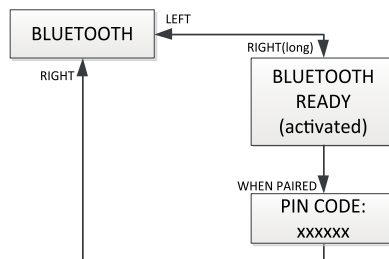 BLUETOOTH
LEFT
RIGHT(long)
RIGHT
BLUETOOTH
READY
(activated)
WHEN PAIRED
PIN CODE:
xxxxxx